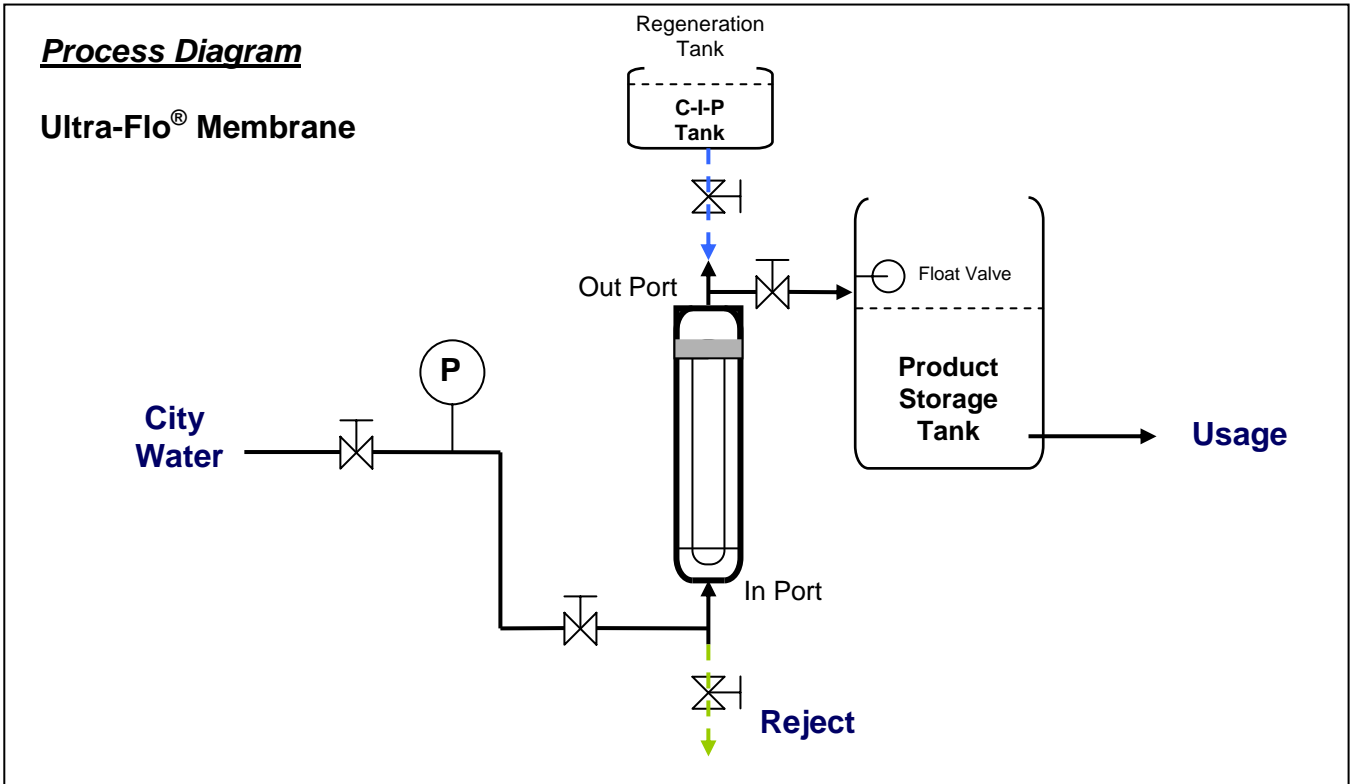 Process Diagram
Ultra-Flo® Membrane
Regeneration
Tank
C-I-P
Tank
Out Port
Float Valve
P
Product
Storage
Tank
City
Water
Usage
In Port
Reject